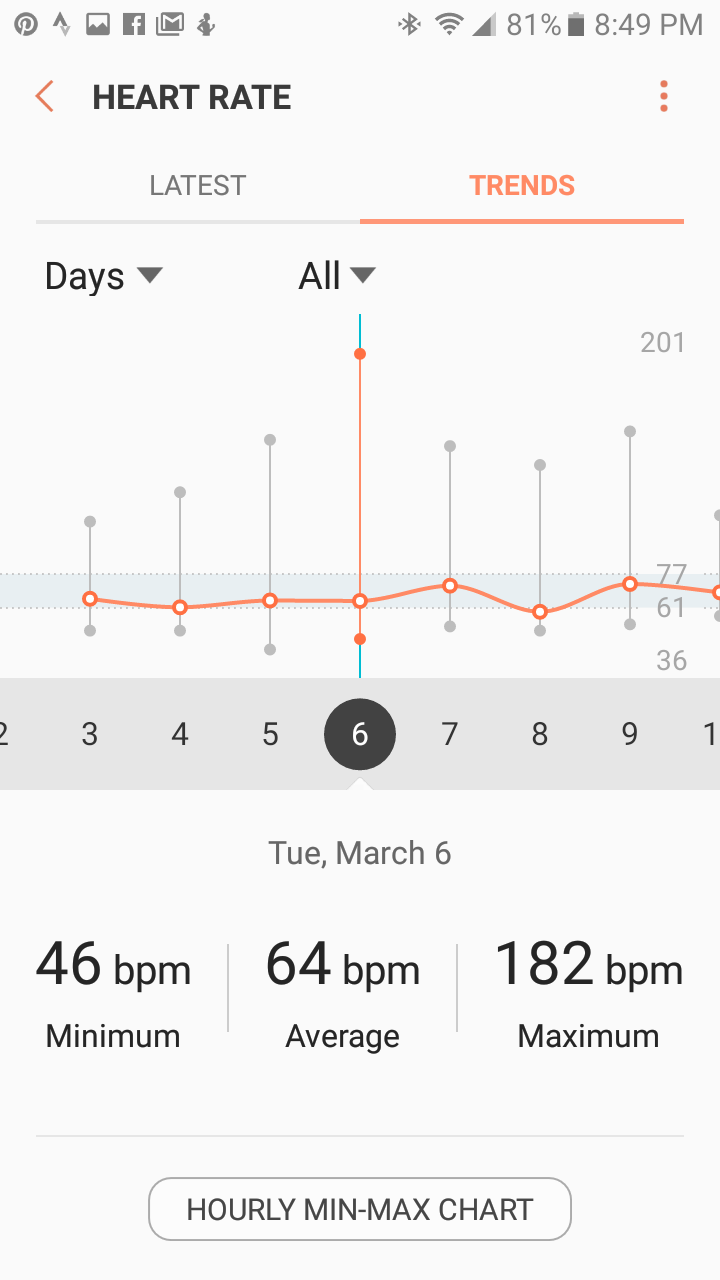 81% 8:49 PM
HEART RATE
LATEST TRENDS
Days All
201
77
61
36
2 3 4 5 6 7 8 9 1
Tue, March 6
46 bpm 64 bpm 182 bpm
Minimum Average Maximum
HOURLY MIN-MAX CHART